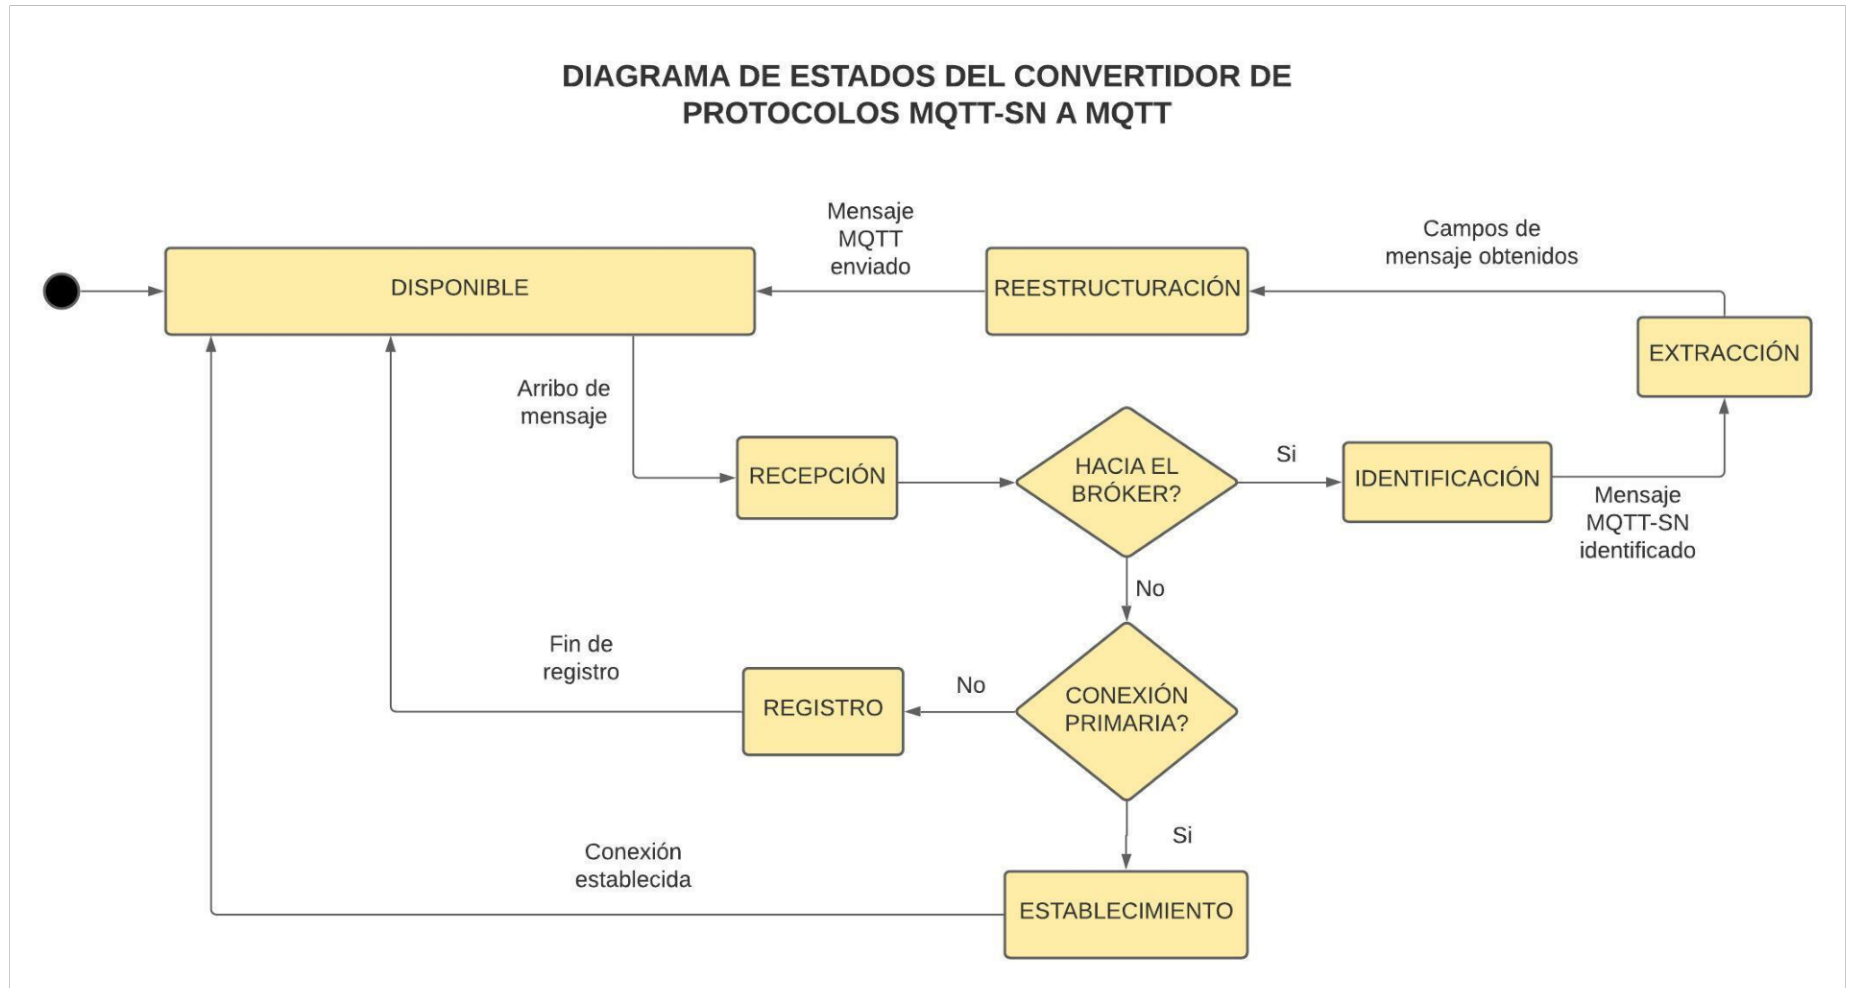 DIAGRAMA DE ESTADOS DEL CONVERTIDOR DE
PROTOCOLOS MQTT-SN A MQTT
Mensaje
MQTT
enviado
Campos de
mensaje obtenidos
DISPONIBLE
REESTRUCTURACIÓN
EXTRACCIÓN
Arribo de
mensaje
RECEPCIÓN
HACIA EL
BRÓKER?
Si
IDENTIFICACIÓN
Mensaje
MQTT-SN
identificado
No
Fin de
registro
REGISTRO
No
CONEXIÓN
PRIMARIA?
Si
Conexión
establecida
ESTABLECIMIENTO